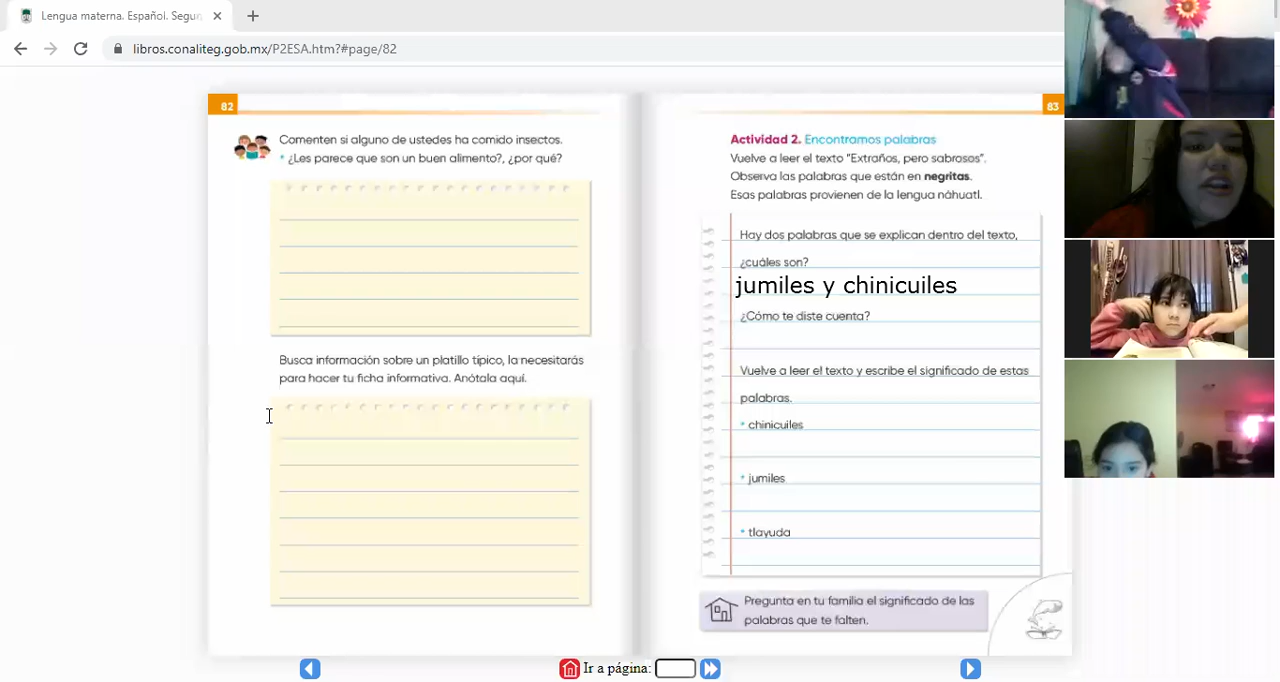 Lengua materna. Español. Segun
libros.conaliteg.gob.mx/P2ESA.htm?#page/82
82
Comenten si alguno de ustedes ha comido insectos.
• ¿Les parece que son un buen alimento?, ¿por qué?
Busca información sobre un platillo típico, la necesitarás
para hacer tu ficha informativa. Anótala aquí.
83
Actividad 2. Encontramos palabras
Vuelve a leer el texto "Extraños, pero sabrosos".
Observa las palabras que están en negritas.
Esas palabras provienen de la lengua náhuatl.
Hay dos palabras que se explican dentro del texto,
¿cuáles son?
jumiles y chinicuiles
¿Cómo te diste cuenta?
Vuelve a leer el texto y escribe el significado de estas
palabras.
• chinicuiles
• jumiles
• tlayuda
Pregunta en tu familia el significado de las
palabras que te falten.
Ir a página: